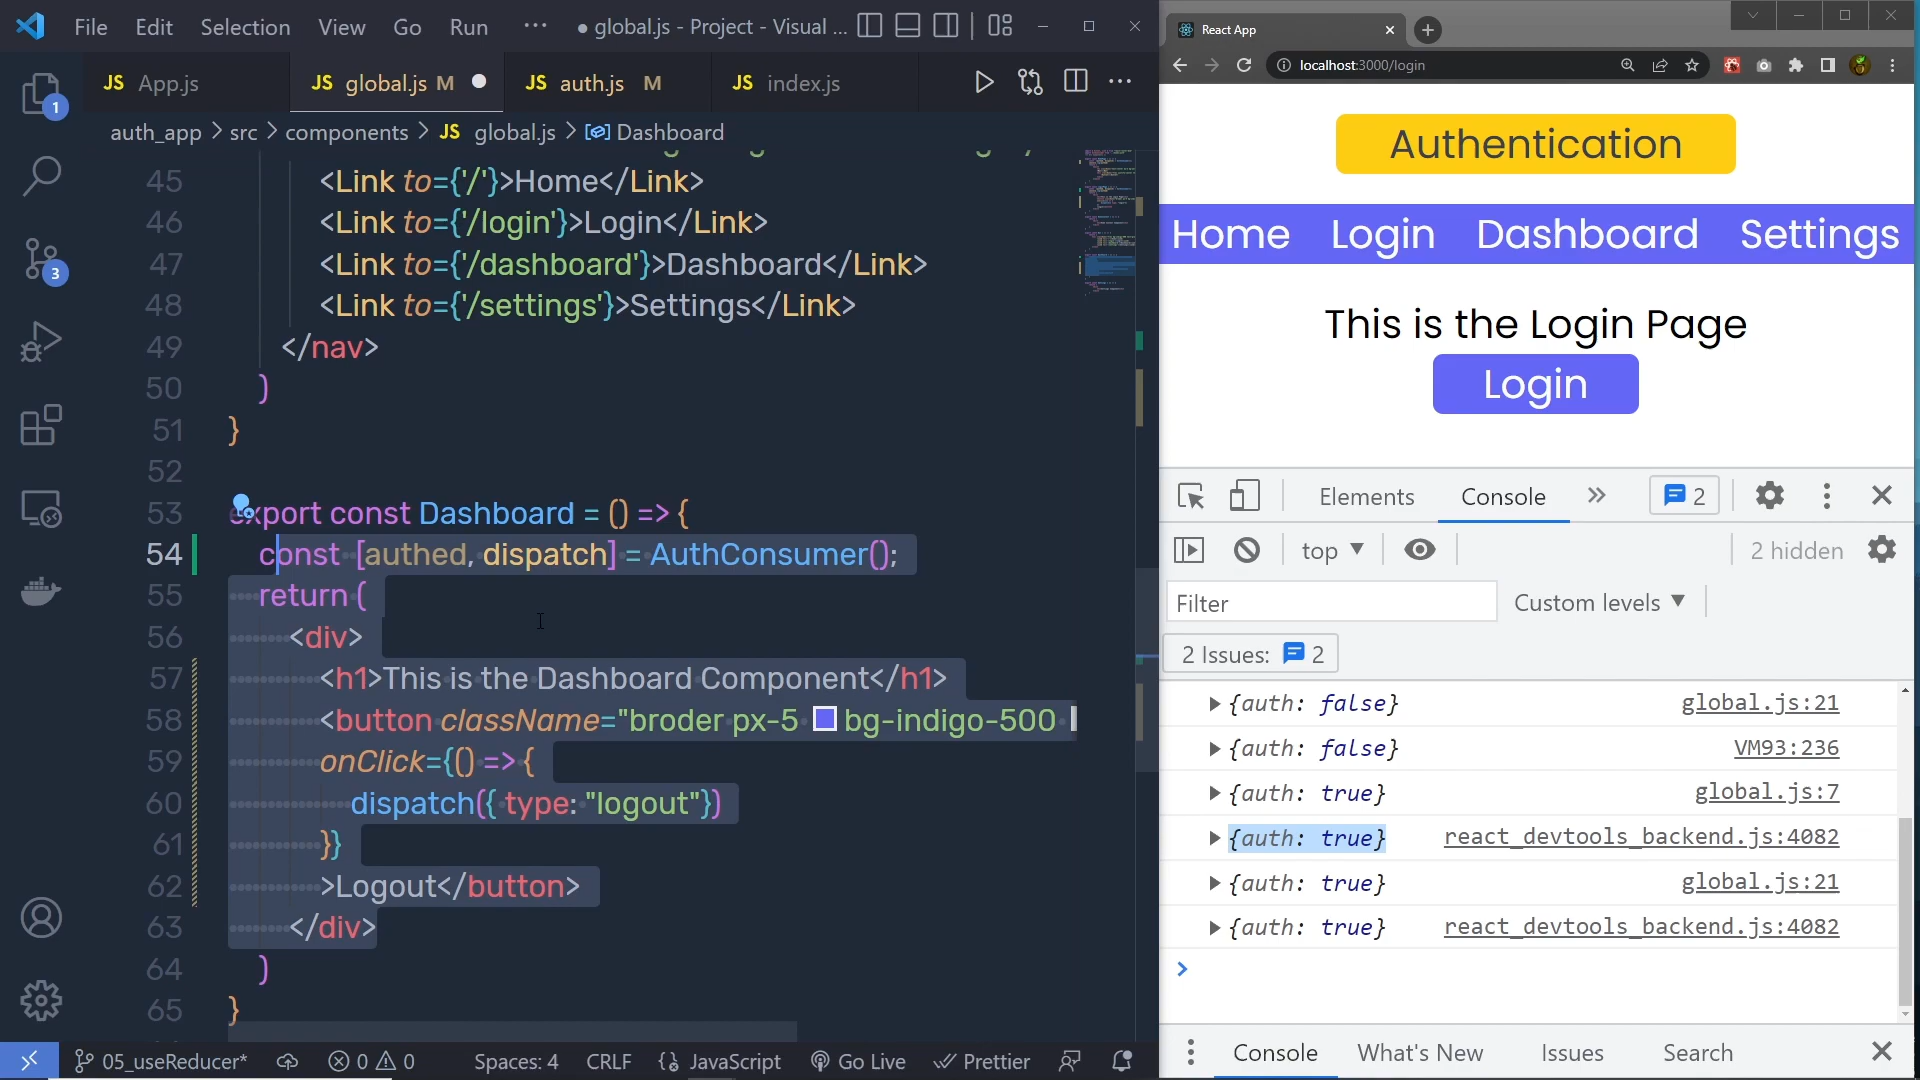 File Edit Selection View Go Run ··· ● global.js - Project - Visual ...
JS App.js JS global.js M JS auth.js M JS index.js
auth_app > src > components > JS global.js > Dashboard
45 <Link to={'/'}>Home</Link>
46 <Link to={'/login'}>Login</Link>
47 <Link to={'/dashboard'}>Dashboard</Link>
48 <Link to={'/settings'}>Settings</Link>
49 </nav>
50 )
51 }
52
53 export const Dashboard = () => {
54 const [authed, dispatch] = AuthConsumer();
55 return (
56 <div>
57 <h1>This is the Dashboard Component</h1>
58 <button className="broder px-5 bg-indigo-500
59 onClick={() => {
60 dispatch({ type: "logout"})
61 }}
62 >Logout</button>
63 </div>
64 )
65 }
1
3
05_useReducer* 0 0 Spaces: 4 CRLF {} JavaScript Go Live Prettier
React App
localhost:3000/login
Authentication
Home Login Dashboard Settings
This is the Login Page
Login
Elements Console » 2
top 2 hidden
Filter Custom levels
2 Issues: 2
{auth: false} global.js:21
{auth: false} VM93:236
{auth: true} global.js:7
{auth: true} react_devtools_backend.js:4082
{auth: true} global.js:21
{auth: true} react_devtools_backend.js:4082
>
Console What's New Issues Search